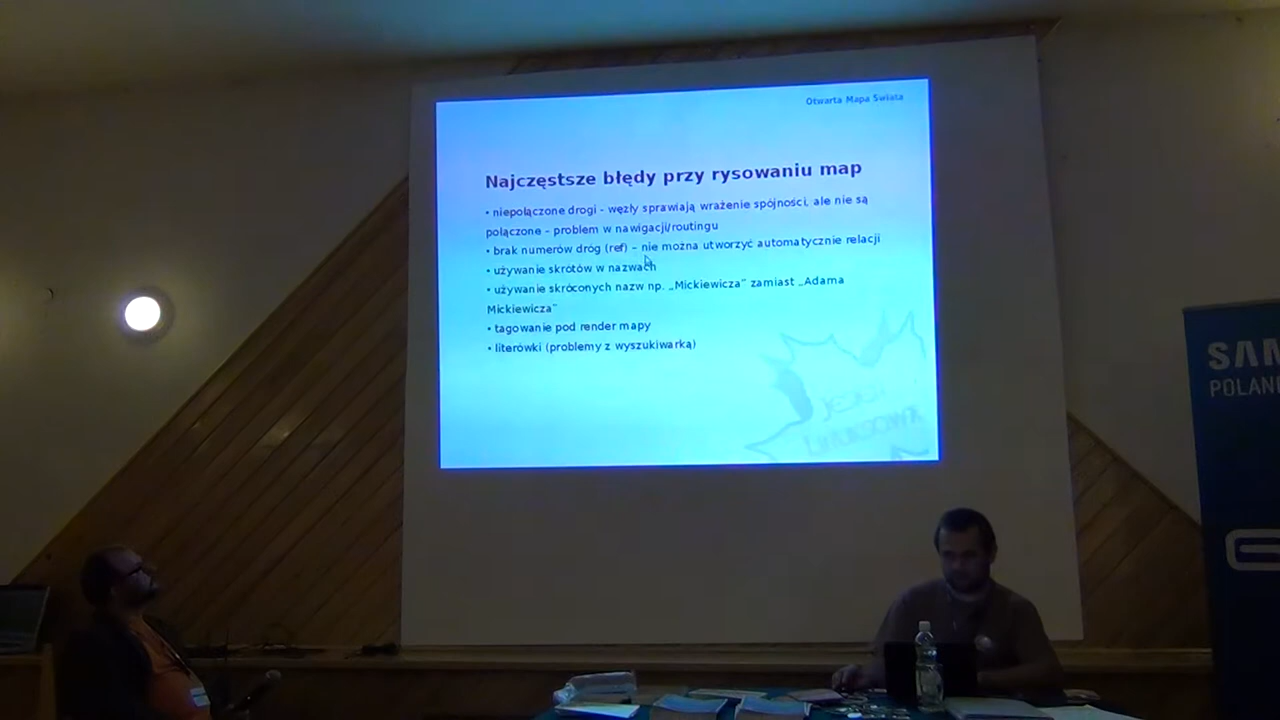 Otwarta Mapa Świata
Najczęstsze błędy przy rysowaniu map
• niepołączone drogi - węzły sprawiają wrażenie spójności, ale nie są
połączone – problem w nawigacji/routingu
• brak numerów dróg (ref) – nie można utworzyć automatycznie relacji
• używanie skrótów w nazwach
• używanie skróconych nazw np. „Mickiewicza” zamiast „Adama
Mickiewicza”
• tagowanie pod render mapy
• literówki (problemy z wyszukiwarką)
POLAN